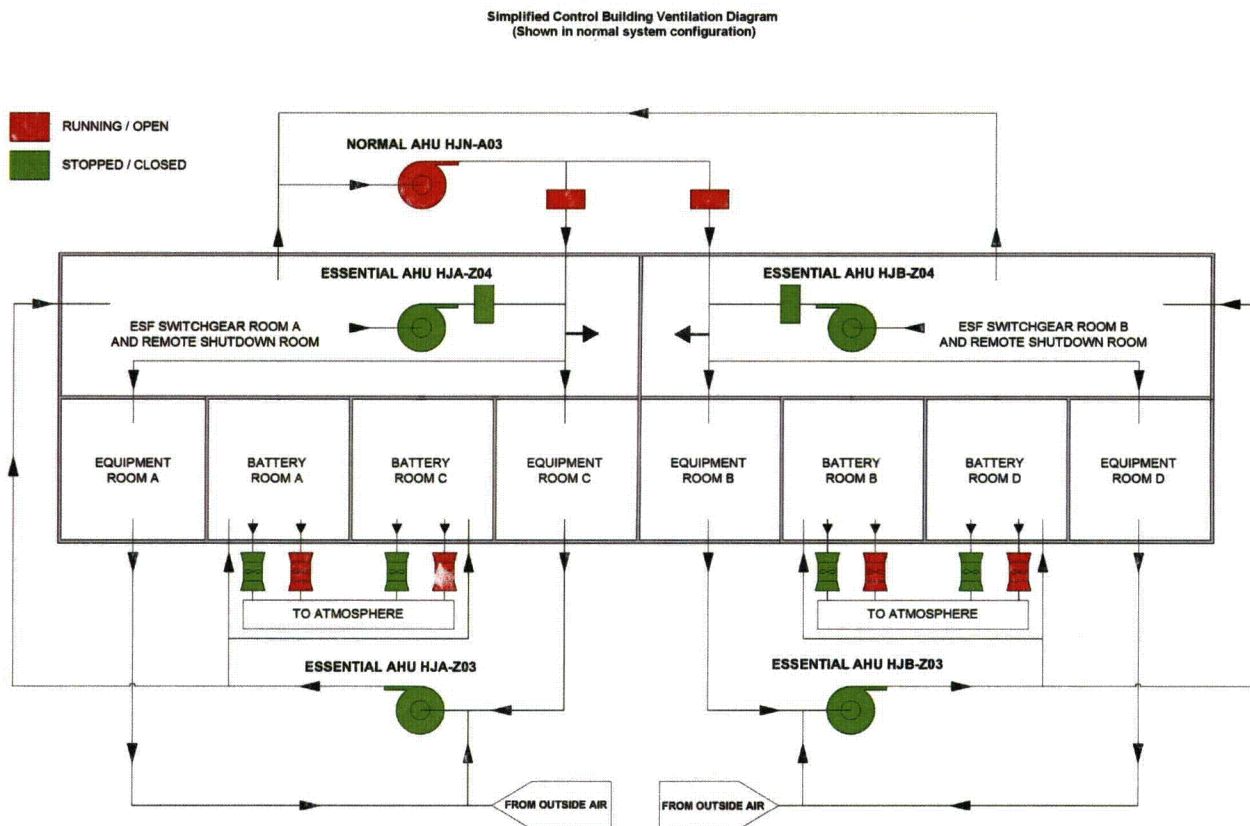 Simplified Control Building Ventilation Diagram
(Shown in normal system configuration)
RUNNING / OPEN
STOPPED / CLOSED
NORMAL AHU HJN-A03
ESSENTIAL AHU HJA-Z04
ESSENTIAL AHU HJB-Z04
ESF SWITCHGEAR ROOM A
AND REMOTE SHUTDOWN ROOM
ESF SWITCHGEAR ROOM B
AND REMOTE SHUTDOWN ROOM
EQUIPMENT
ROOM A
BATTERY
ROOM A
BATTERY
ROOM C
EQUIPMENT
ROOM C
EQUIPMENT
ROOM B
BATTERY
ROOM B
BATTERY
ROOM D
EQUIPMENT
ROOM D
TO ATMOSPHERE
TO ATMOSPHERE
ESSENTIAL AHU HJA-Z03
ESSENTIAL AHU HJB-Z03
FROM OUTSIDE AIR
FROM OUTSIDE AIR